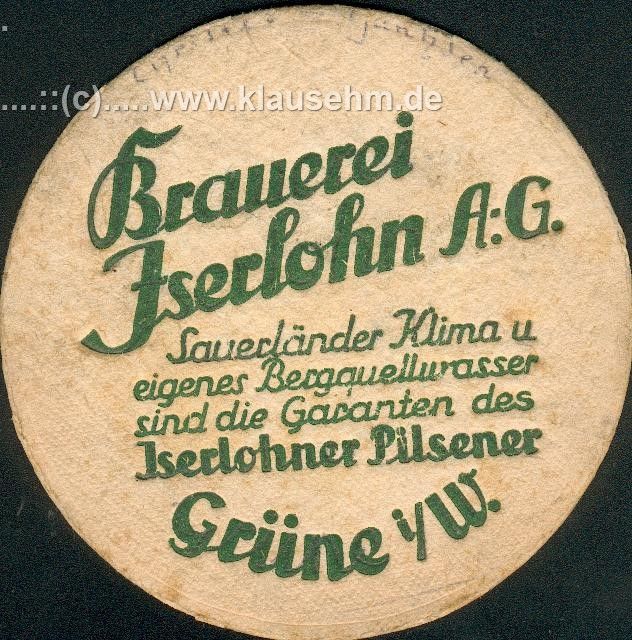 ....::(c).....www.klausehm.de
Brauerei
Iserlohn A:G.
Sauerländer Klima u
eigenes Bergquellwasser
sind die Garanten des
Iserlohner Pilsener
Grüne i/W.